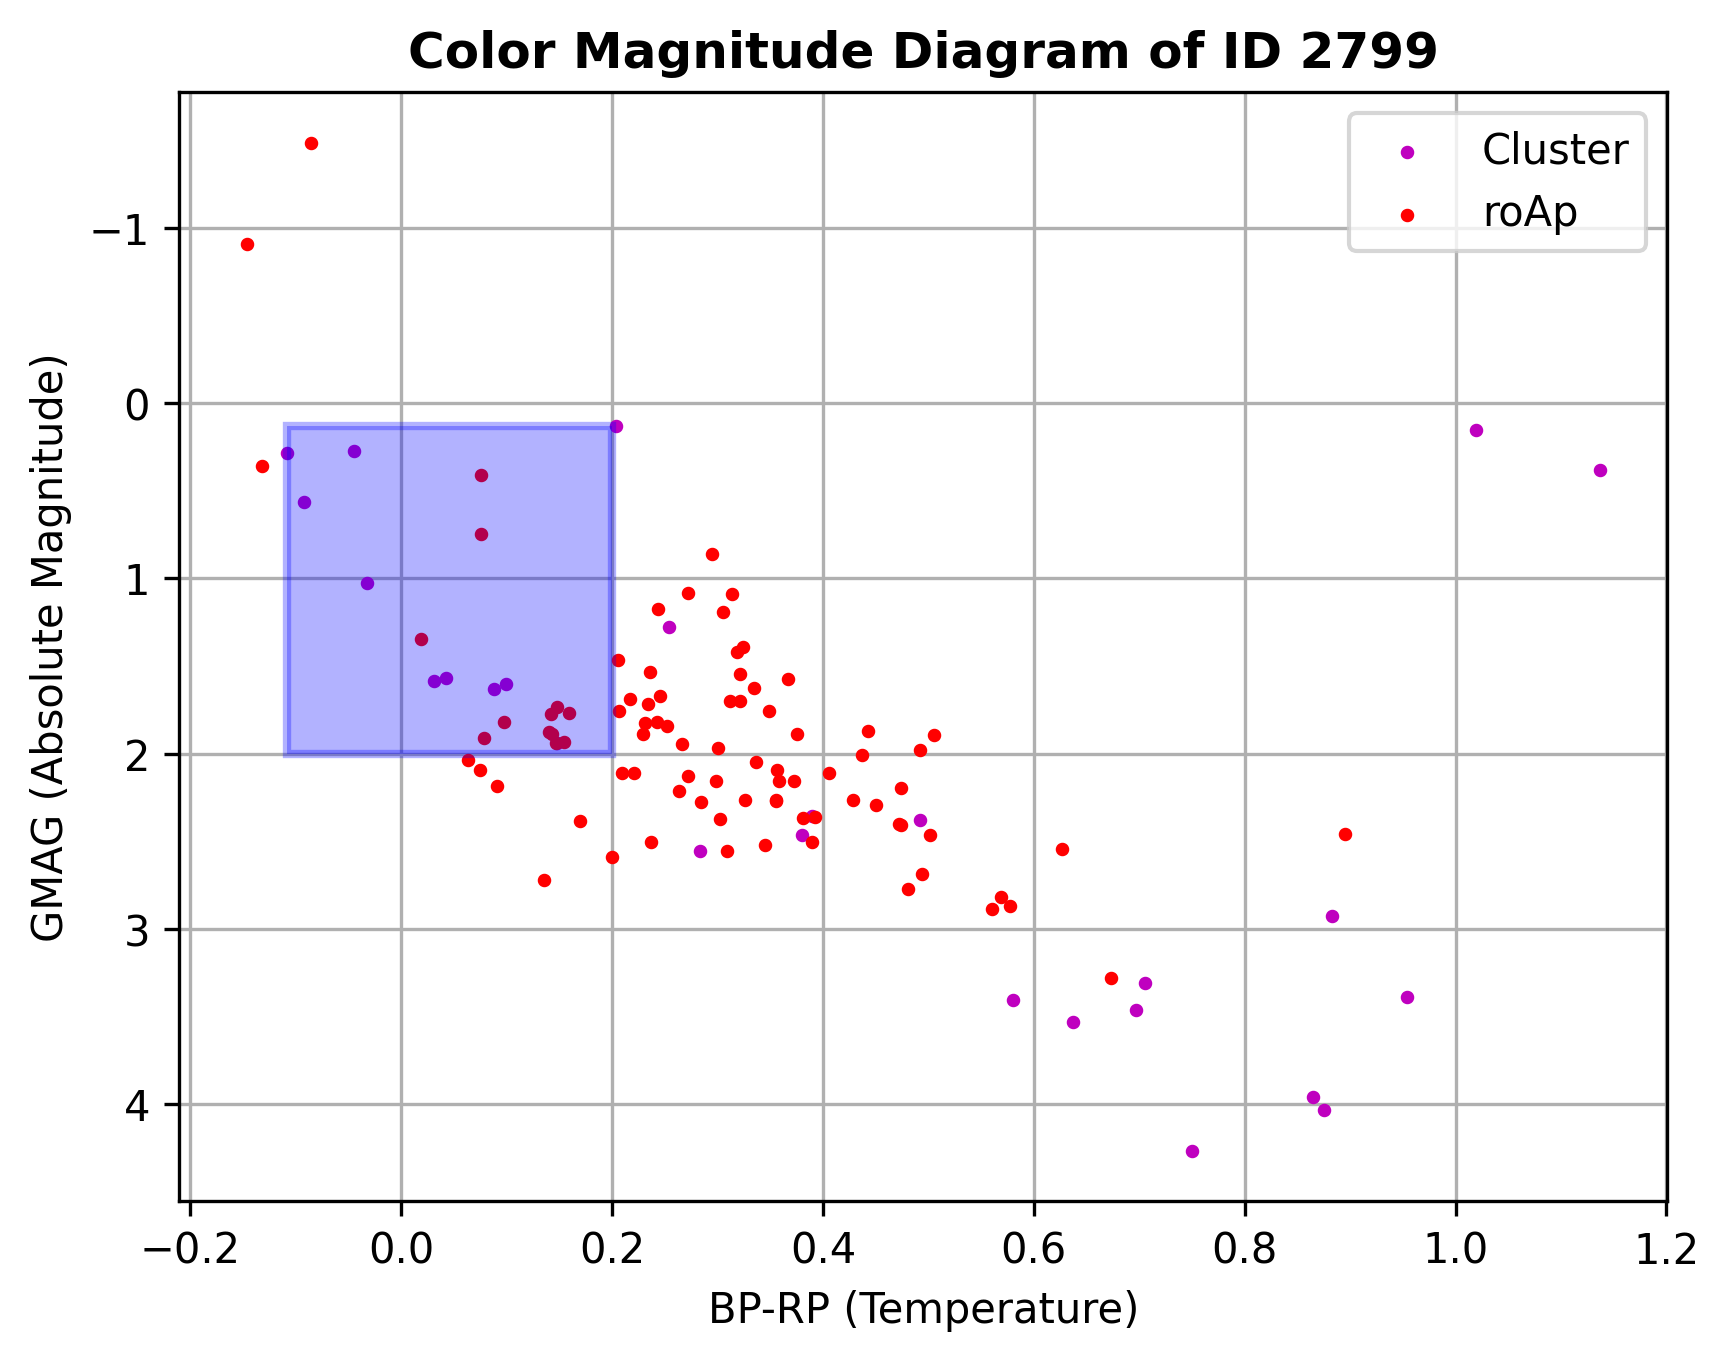 Color Magnitude Diagram of ID 2799
Cluster
roAp
−1
0
1
2
3
4
GMAG (Absolute Magnitude)
−0.2 0.0 0.2 0.4 0.6 0.8 1.0 1.2
BP-RP (Temperature)